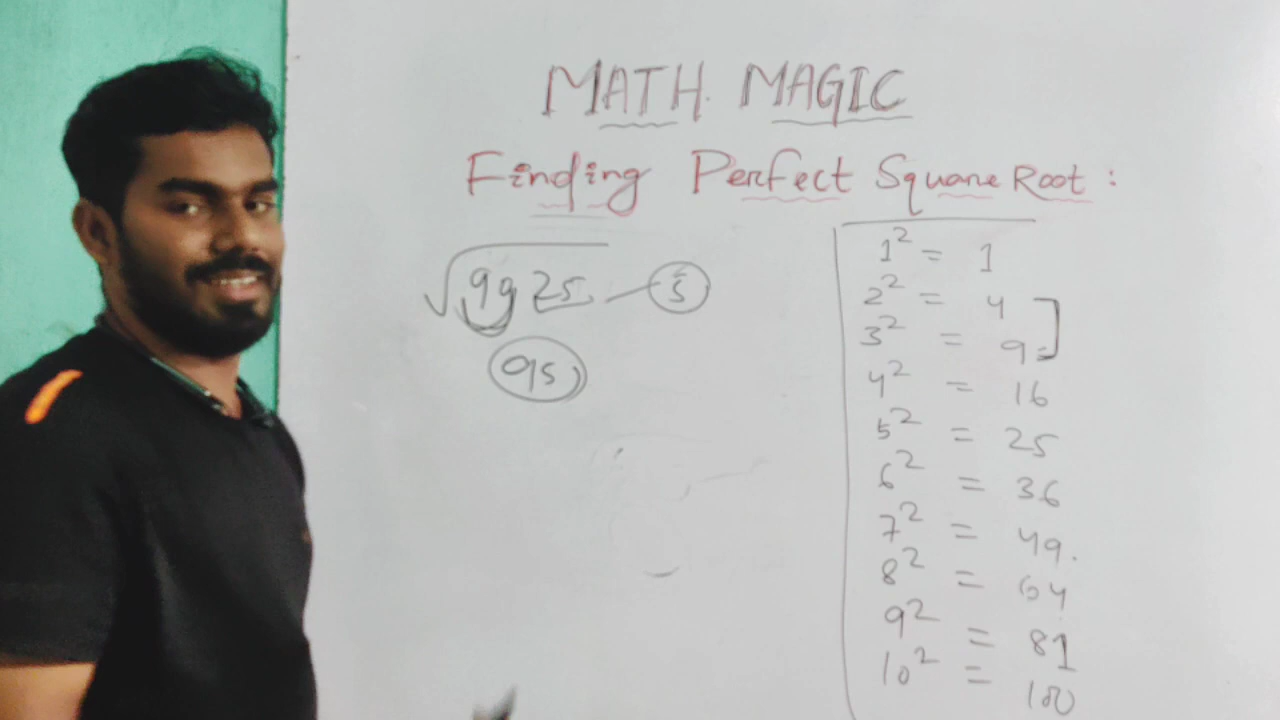 MATH MAGIC
Finding Perfect Square Root:
√9925 — 5
95
1² = 1
2² = 4
3² = 9
4² = 16
5² = 25
6² = 36
7² = 49.
8² = 64
9² = 81
10² = 100